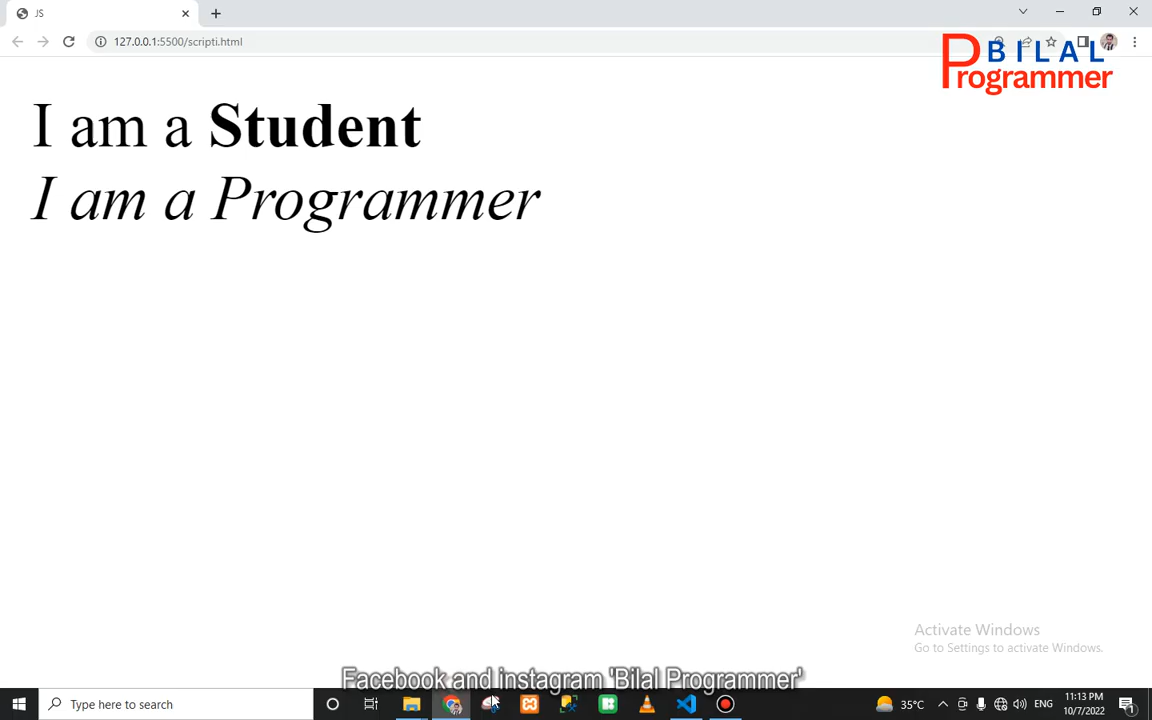 JS
127.0.0.1:5500/scripti.html
BILAL
Programmer
I am a Student
I am a Programmer
Activate Windows
Go to Settings to activate Windows.
Facebook and instagram 'Bilal Programmer'
Type here to search
35°C
ENG
11:13 PM
10/7/2022
1